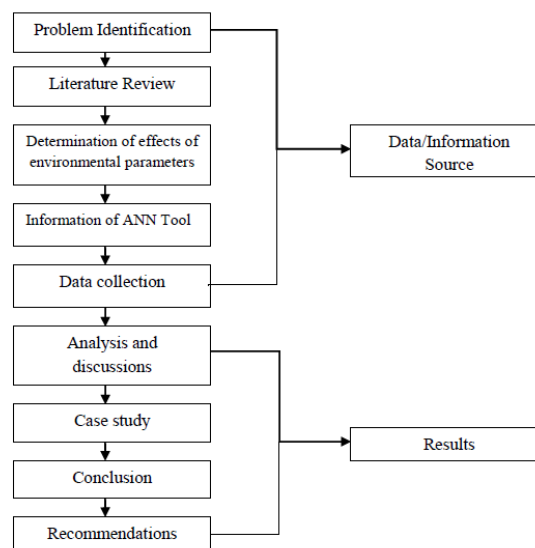 Problem Identification
Literature Review
Determination of effects of
environmental parameters
Information of ANN Tool
Data collection
Analysis and
discussions
Case study
Conclusion
Recommendations
Data/Information
Source
Results